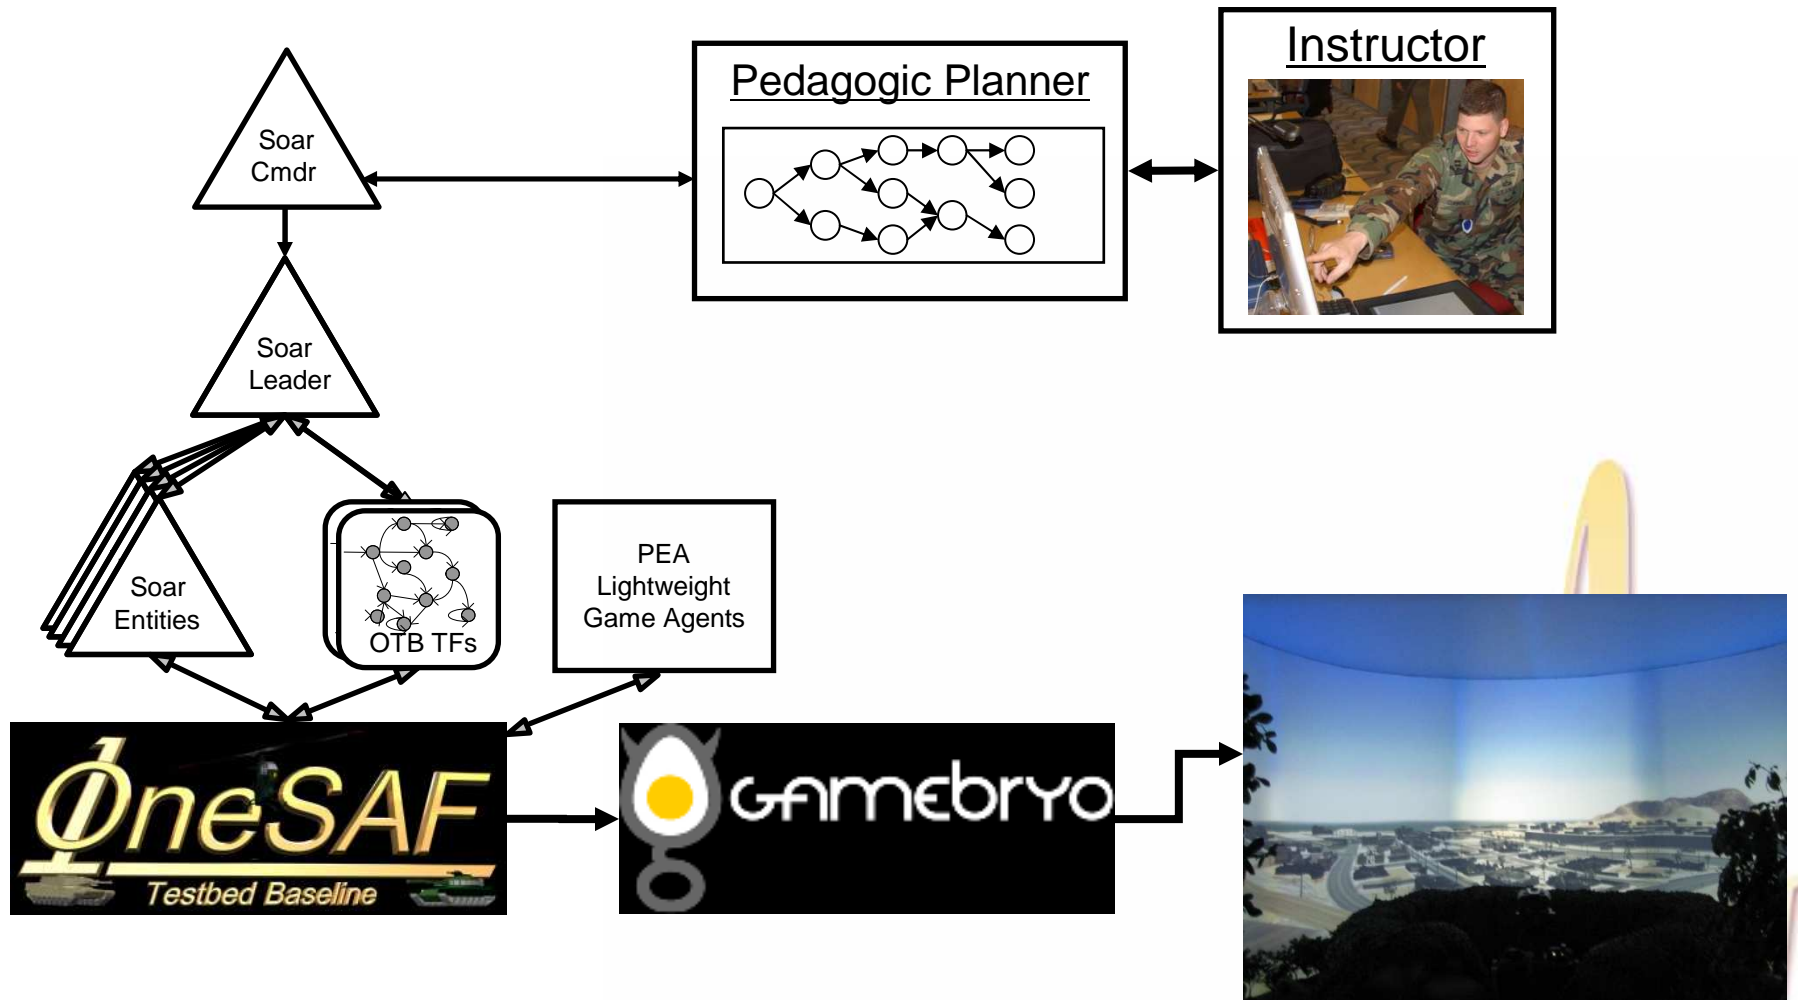 Instructor
Pedagogic Planner
Soar
Cmdr
Soar
Leader
Soar
Entities
OTB TFs
PEA
Lightweight
Game Agents
OneSAF
Testbed Baseline
GAMEbryo